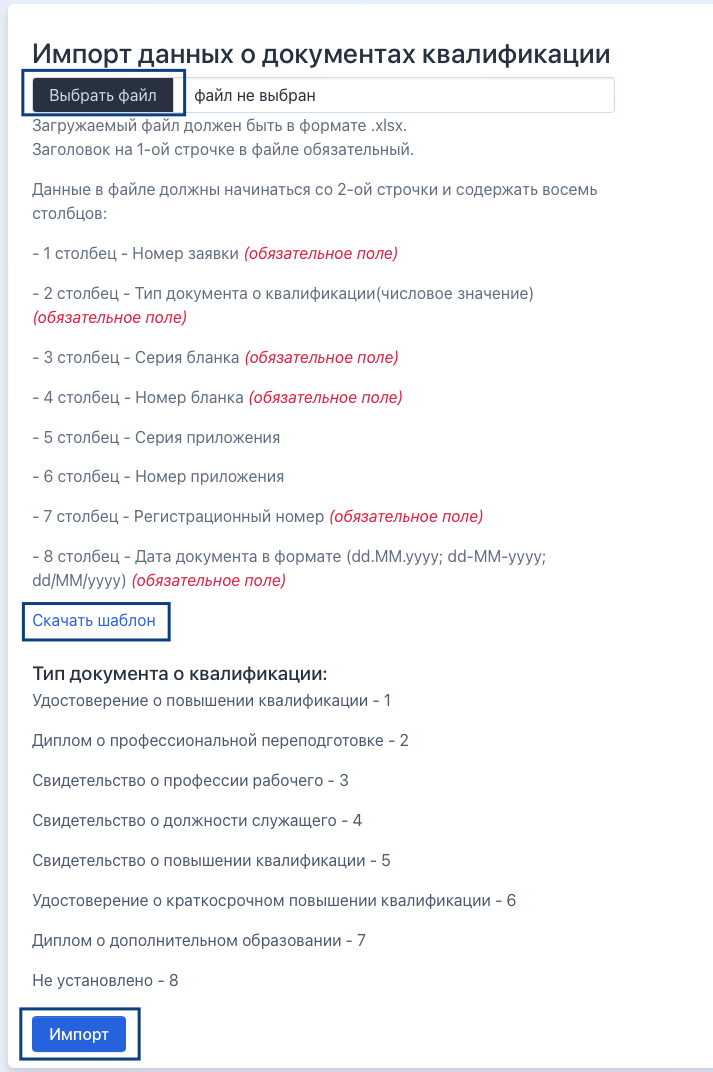 Импорт данных о документах квалификации
Выбрать файл файл не выбран
Загружаемый файл должен быть в формате .xlsx.
Заголовок на 1-ой строчке в файле обязательный.
Данные в файле должны начинаться со 2-ой строчки и содержать восемь
столбцов:
- 1 столбец - Номер заявки (обязательное поле)
- 2 столбец - Тип документа о квалификации(числовое значение)
(обязательное поле)
- 3 столбец - Серия бланка (обязательное поле)
- 4 столбец - Номер бланка (обязательное поле)
- 5 столбец - Серия приложения
- 6 столбец - Номер приложения
- 7 столбец - Регистрационный номер (обязательное поле)
- 8 столбец - Дата документа в формате (dd.MM.yyyy; dd-MM-yyyy;
dd/MM/yyyy) (обязательное поле)
Скачать шаблон
Тип документа о квалификации:
Удостоверение о повышении квалификации - 1
Диплом о профессиональной переподготовке - 2
Свидетельство о профессии рабочего - 3
Свидетельство о должности служащего - 4
Свидетельство о повышении квалификации - 5
Удостоверение о краткосрочном повышении квалификации - 6
Диплом о дополнительном образовании - 7
Не установлено - 8
Импорт